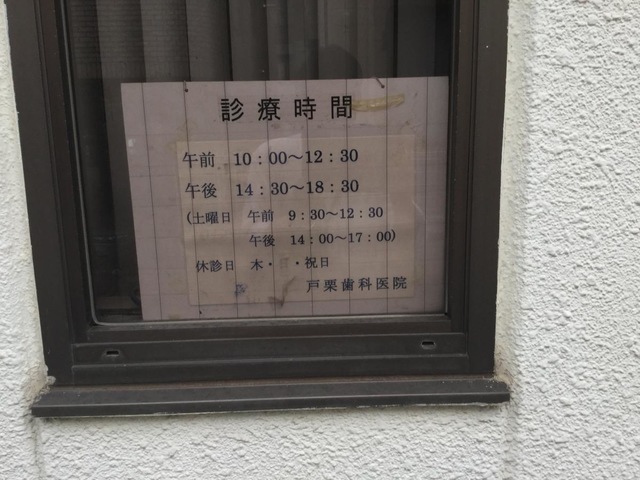 診療時間
午前 10：00～12：30
午後 14：30～18：30
(土曜日 午前 9：30～12：30
午後 14：00～17：00)
休診日 木・日・祝日
戸栗歯科医院